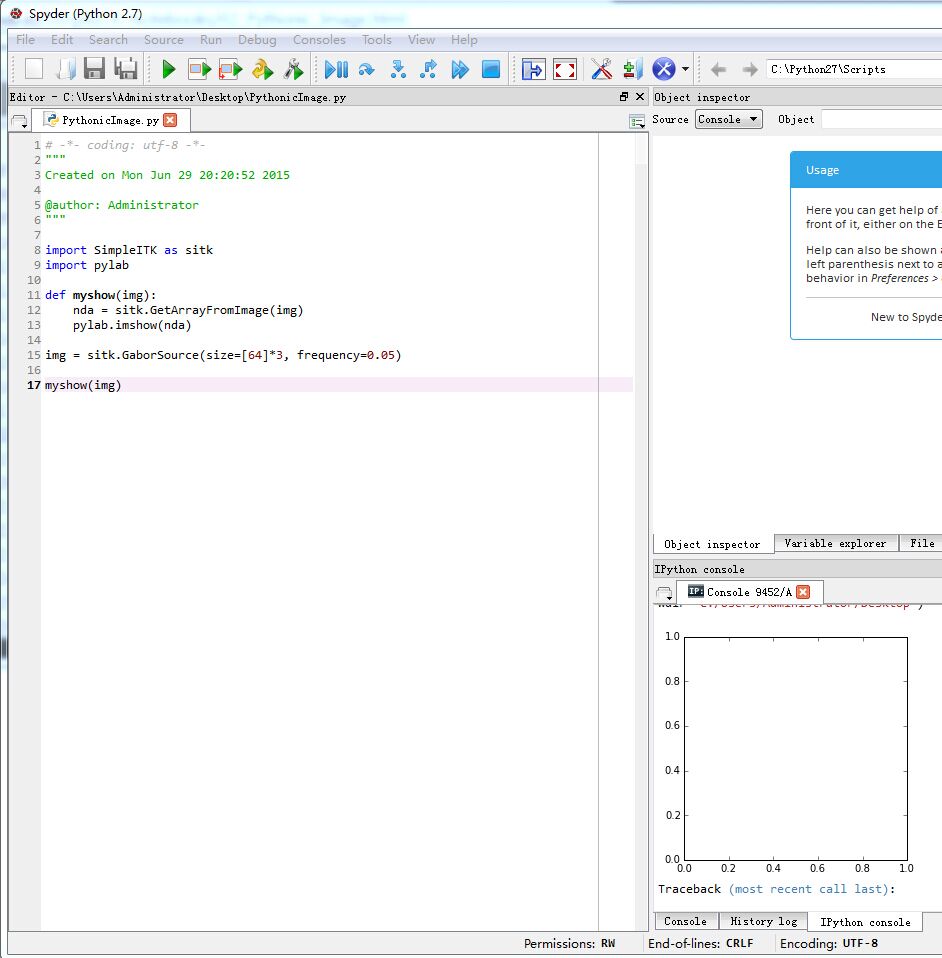 Spyder (Python 2.7)
File Edit Search Source Run Debug Consoles Tools View Help
C:\Python27\Scripts
Editor - C:\Users\Administrator\Desktop\PythonicImage.py
Object inspector
PythonicImage.py
Source Console Object
1 # -*- coding: utf-8 -*-
2 """
3 Created on Mon Jun 29 20:20:52 2015
4
5 @author: Administrator
6 """
7
8 import SimpleITK as sitk
9 import pylab
10
11 def myshow(img):
12 nda = sitk.GetArrayFromImage(img)
13 pylab.imshow(nda)
14
15 img = sitk.GaborSource(size=[64]*3, frequency=0.05)
16
17 myshow(img)
Usage
Here you can get help of
front of it, either on the E
Help can also be shown a
left parenthesis next to a
behavior in Preferences >
New to Spyde
Object inspector Variable explorer File
IPython console
IP: Console 9452/A
1.0
0.8
0.6
0.4
0.2
0.0
0.0 0.2 0.4 0.6 0.8 1.0
Traceback (most recent call last):
Console History log IPython console
Permissions: RW End-of-lines: CRLF Encoding: UTF-8